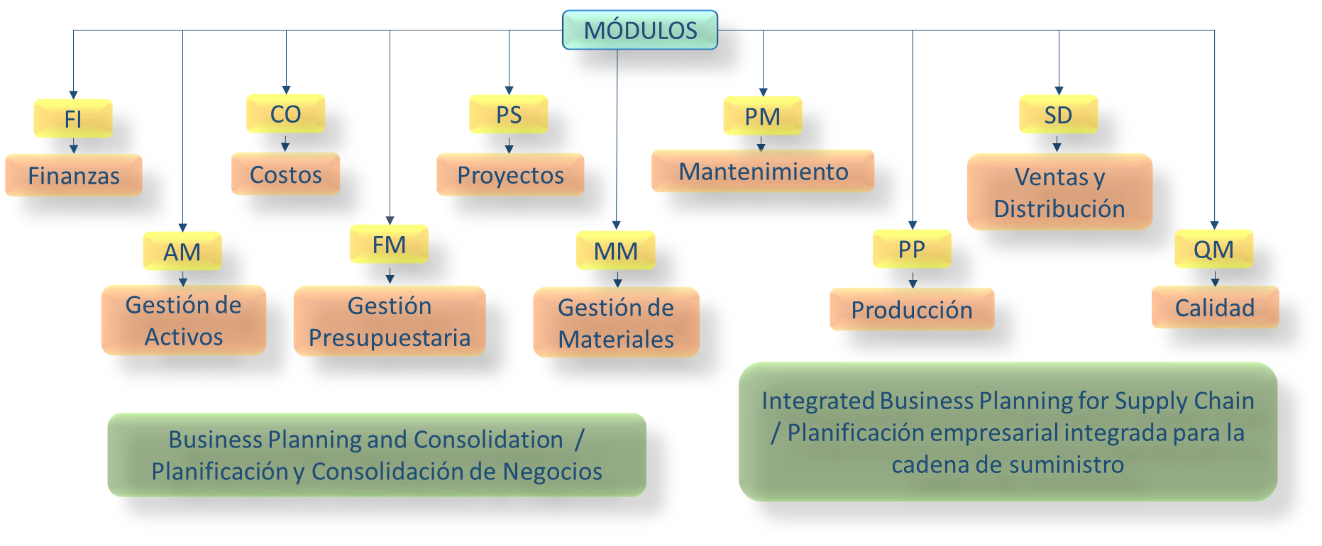 MÓDULOS
FI
Finanzas
CO
Costos
PS
Proyectos
PM
Mantenimiento
SD
Ventas y
Distribución
AM
Gestión de
Activos
FM
Gestión
Presupuestaria
MM
Gestión de
Materiales
PP
Producción
QM
Calidad
Business Planning and Consolidation /
Planificación y Consolidación de Negocios
Integrated Business Planning for Supply Chain
/ Planificación empresarial integrada para la
cadena de suministro